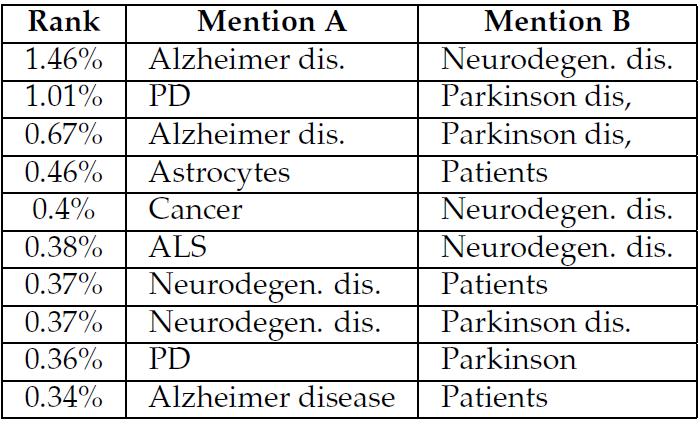 Rank Mention A Mention B
1.46% Alzheimer dis. Neurodegen. dis.
1.01% PD Parkinson dis,
0.67% Alzheimer dis. Parkinson dis,
0.46% Astrocytes Patients
0.4% Cancer Neurodegen. dis.
0.38% ALS Neurodegen. dis.
0.37% Neurodegen. dis. Patients
0.37% Neurodegen. dis. Parkinson dis.
0.36% PD Parkinson
0.34% Alzheimer disease Patients